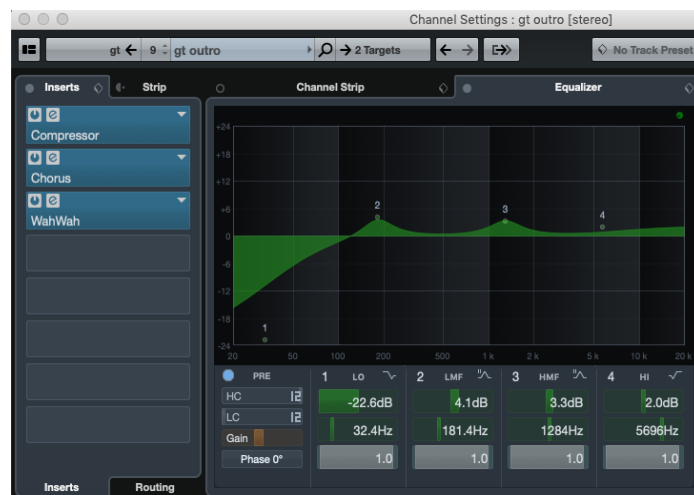 Channel Settings : gt outro [stereo]
gt 9 gt outro 2 Targets No Track Preset
Inserts Strip Channel Strip Equalizer
e
Compressor
e
Chorus
e
WahWah
+24
+18
+12
+6
0
-6
-12
-18
-24
1
2
3
4
20 50 100 200 500 1 k 2 k 5 k 10 k 20 k
PRE 1 LO 2 LMF 3 HMF 4 HI
HC 12 -22.6dB 4.1dB 3.3dB 2.0dB
LC 12 32.4Hz 181.4Hz 1284Hz 5696Hz
Gain
Phase 0° 1.0 1.0 1.0 1.0
Inserts Routing